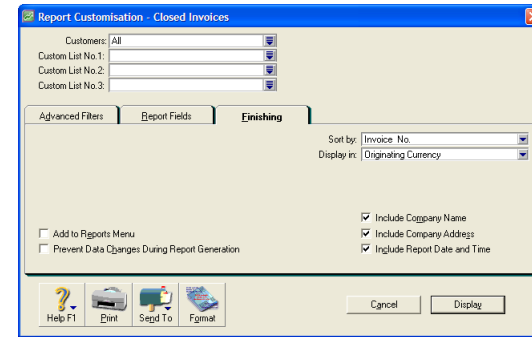 Report Customisation - Closed Invoices
Customers: All
Custom List No.1:
Custom List No.2:
Custom List No.3:
Advanced Filters Report Fields Finishing
Sort by: Invoice No.
Display in: Originating Currency
Include Company Name
Add to Reports Menu Include Company Address
Prevent Data Changes During Report Generation Include Report Date and Time
Help F1 Print Send To Format Cancel Display